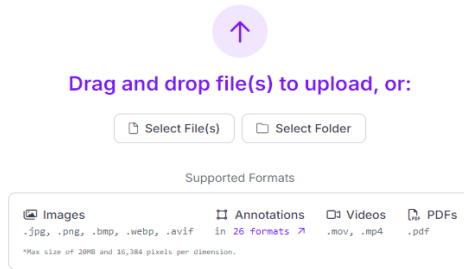 Drag and drop file(s) to upload, or:
Select File(s) Select Folder
Supported Formats
Images Annotations Videos PDFs
.jpg, .png, .bmp, .webp, .avif in 26 formats ↗ .mov, .mp4 .pdf
*Max size of 20MB and 16,384 pixels per dimension.